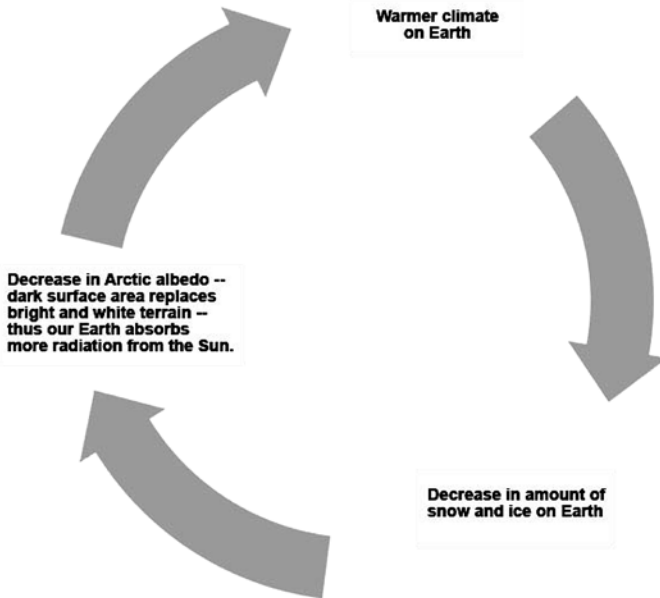 Warmer climate
on Earth
Decrease in Arctic albedo --
dark surface area replaces
bright and white terrain --
thus our Earth absorbs
more radiation from the Sun.
Decrease in amount of
snow and ice on Earth